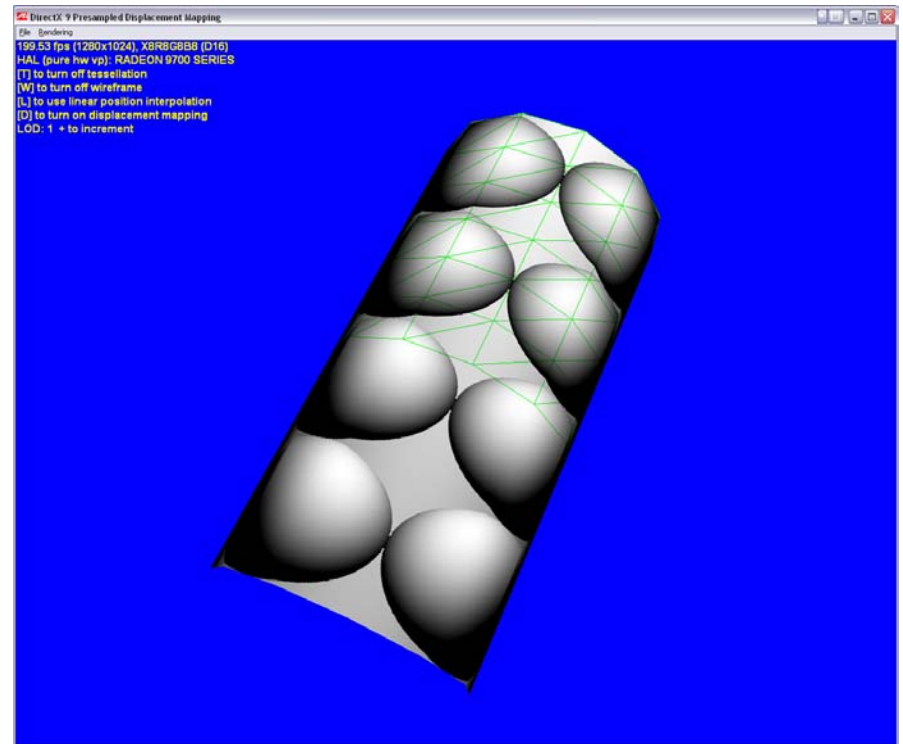 DirectX 9 Presampled Displacement Mapping
File Rendering
199.53 fps (1280x1024), X8R8G8B8 (D16)
HAL (pure hw vp): RADEON 9700 SERIES
[T] to turn off tessellation
[W] to turn off wireframe
[L] to use linear position interpolation
[D] to turn on displacement mapping
LOD: 1 + to increment